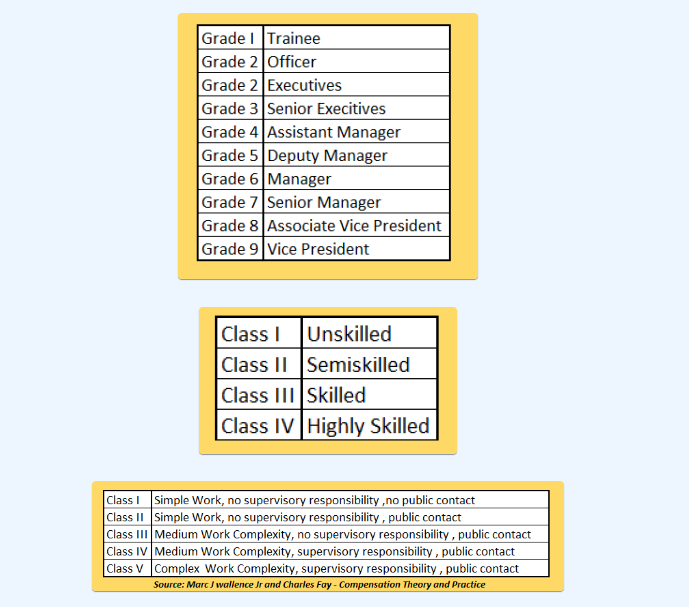 Grade I Trainee
Grade 2 Officer
Grade 2 Executives
Grade 3 Senior Execitives
Grade 4 Assistant Manager
Grade 5 Deputy Manager
Grade 6 Manager
Grade 7 Senior Manager
Grade 8 Associate Vice President
Grade 9 Vice President
Class I Unskilled
Class II Semiskilled
Class III Skilled
Class IV Highly Skilled
Class I Simple Work, no supervisory responsibility ,no public contact
Class II Simple Work, no supervisory responsibility , public contact
Class III Medium Work Complexity, no supervisory responsibility , public contact
Class IV Medium Work Complexity, supervisory responsibility , public contact
Class V Complex Work Complexity, supervisory responsibility , public contact
Source: Marc J wallence Jr and Charles Fay - Compensation Theory and Practice